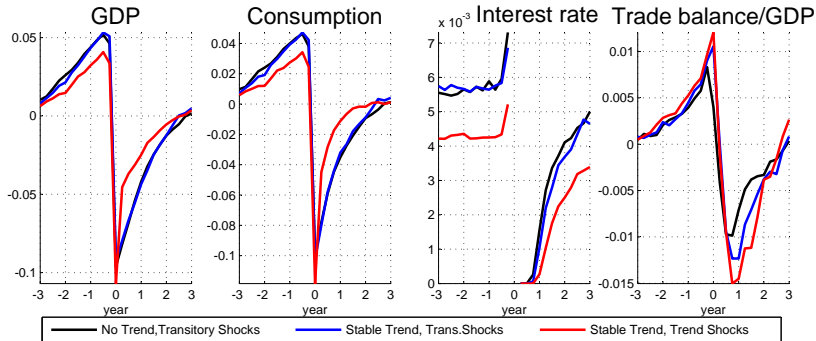 GDP
0.05
0
-0.05
-0.1
-3 -2 -1 0 1 2 3
year
Consumption
0.04
0.02
0
-0.02
-0.04
-0.06
-0.08
-0.1
-3 -2 -1 0 1 2 3
year
Interest rate
x 10⁻³
7
6
5
4
3
2
1
0
-3 -2 -1 0 1 2 3
year
Trade balance/GDP
0.01
0.005
0
-0.005
-0.01
-0.015
-3 -2 -1 0 1 2 3
year
No Trend,Transitory Shocks
Stable Trend, Trans.Shocks
Stable Trend, Trend Shocks